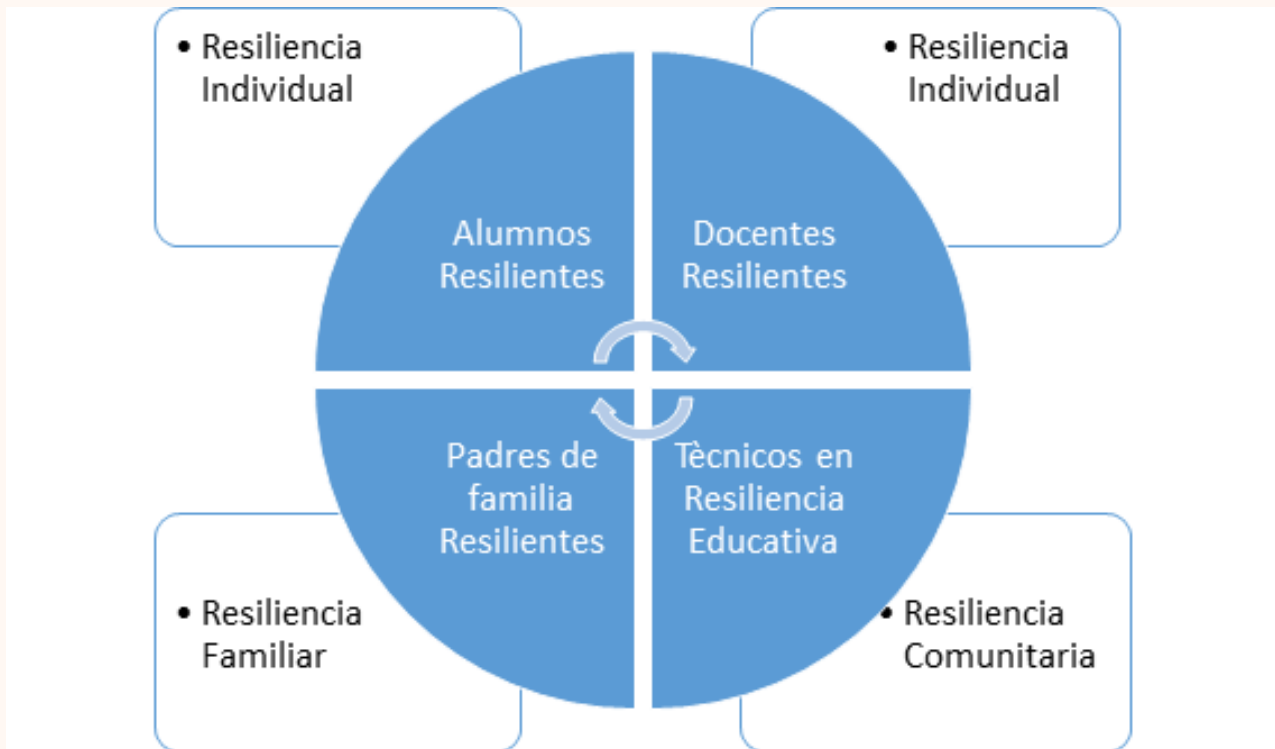 • Resiliencia
Individual
• Resiliencia
Individual
Alumnos
Resilientes
Docentes
Resilientes
Padres de
familia
Resilientes
Tècnicos en
Resiliencia
Educativa
• Resiliencia
Familiar
• Resiliencia
Comunitaria